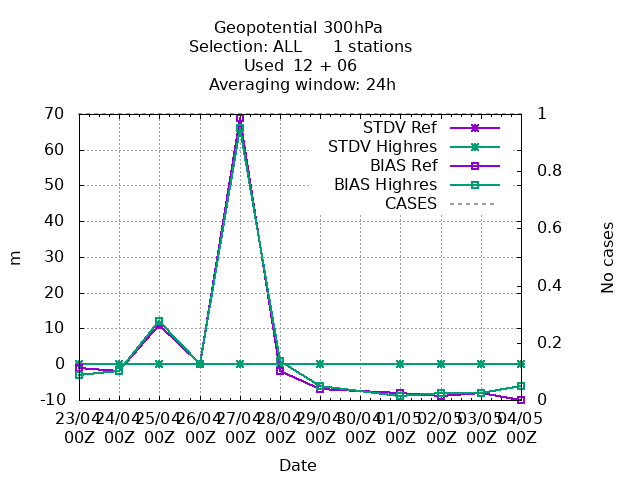 Geopotential 300hPa
Selection: ALL      1 stations
Used  12 + 06
Averaging window: 24h
STDV Ref
STDV Highres
BIAS Ref
BIAS Highres
CASES
70
60
50
40
30
20
10
0
-10
m
1
0.8
0.6
0.4
0.2
0
No cases
23/04 24/04 25/04 26/04 27/04 28/04 29/04 30/04 01/05 02/05 03/05 04/05
00Z 00Z 00Z 00Z 00Z 00Z 00Z 00Z 00Z 00Z 00Z 00Z
Date